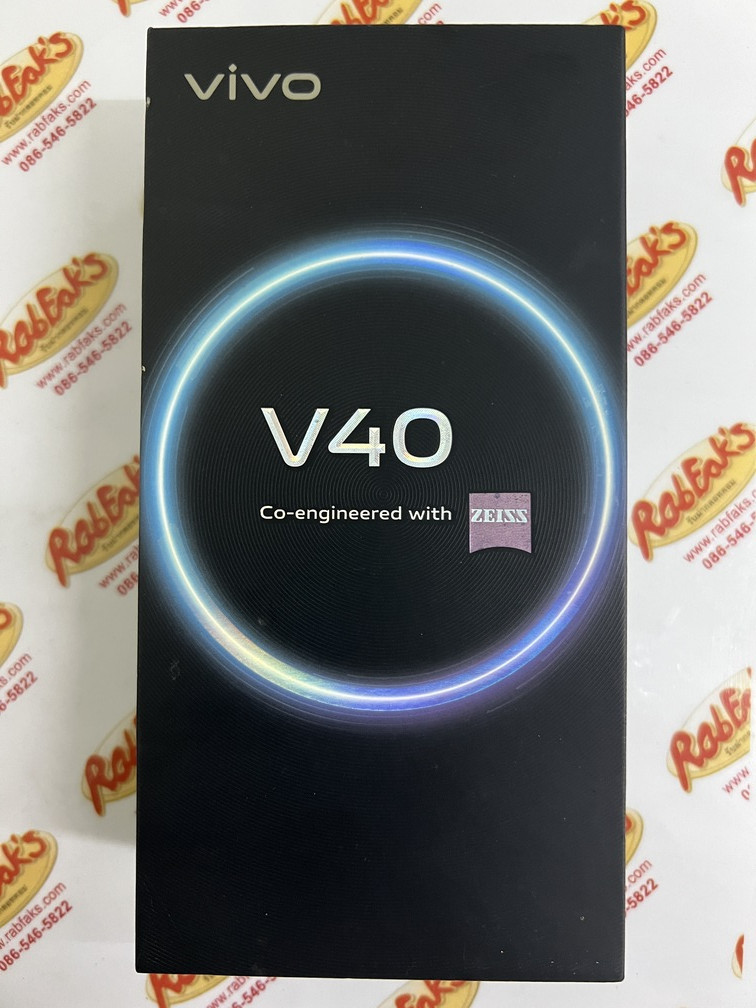 vivo
V40
Co-engineered with ZEISS
RabFak's
www.rabfaks.com
086-546-5822